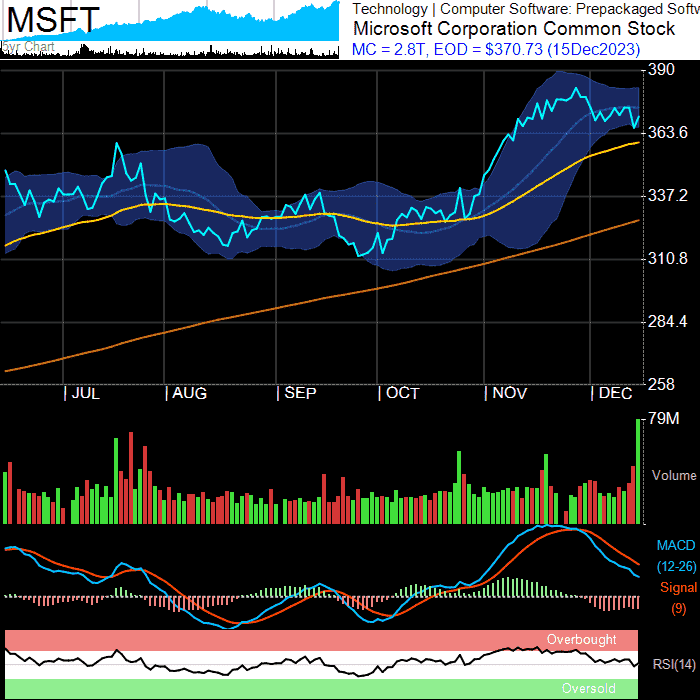 MSFT
5yr Chart
Technology | Computer Software: Prepackaged Softw
Microsoft Corporation Common Stock
MC = 2.8T, EOD = $370.73 (15Dec2023)
390
363.6
337.2
310.8
284.4
258
| JUL | AUG | SEP | OCT | NOV | DEC
79M
Volume
MACD
(12-26)
Signal
(9)
Overbought
RSI(14)
Oversold